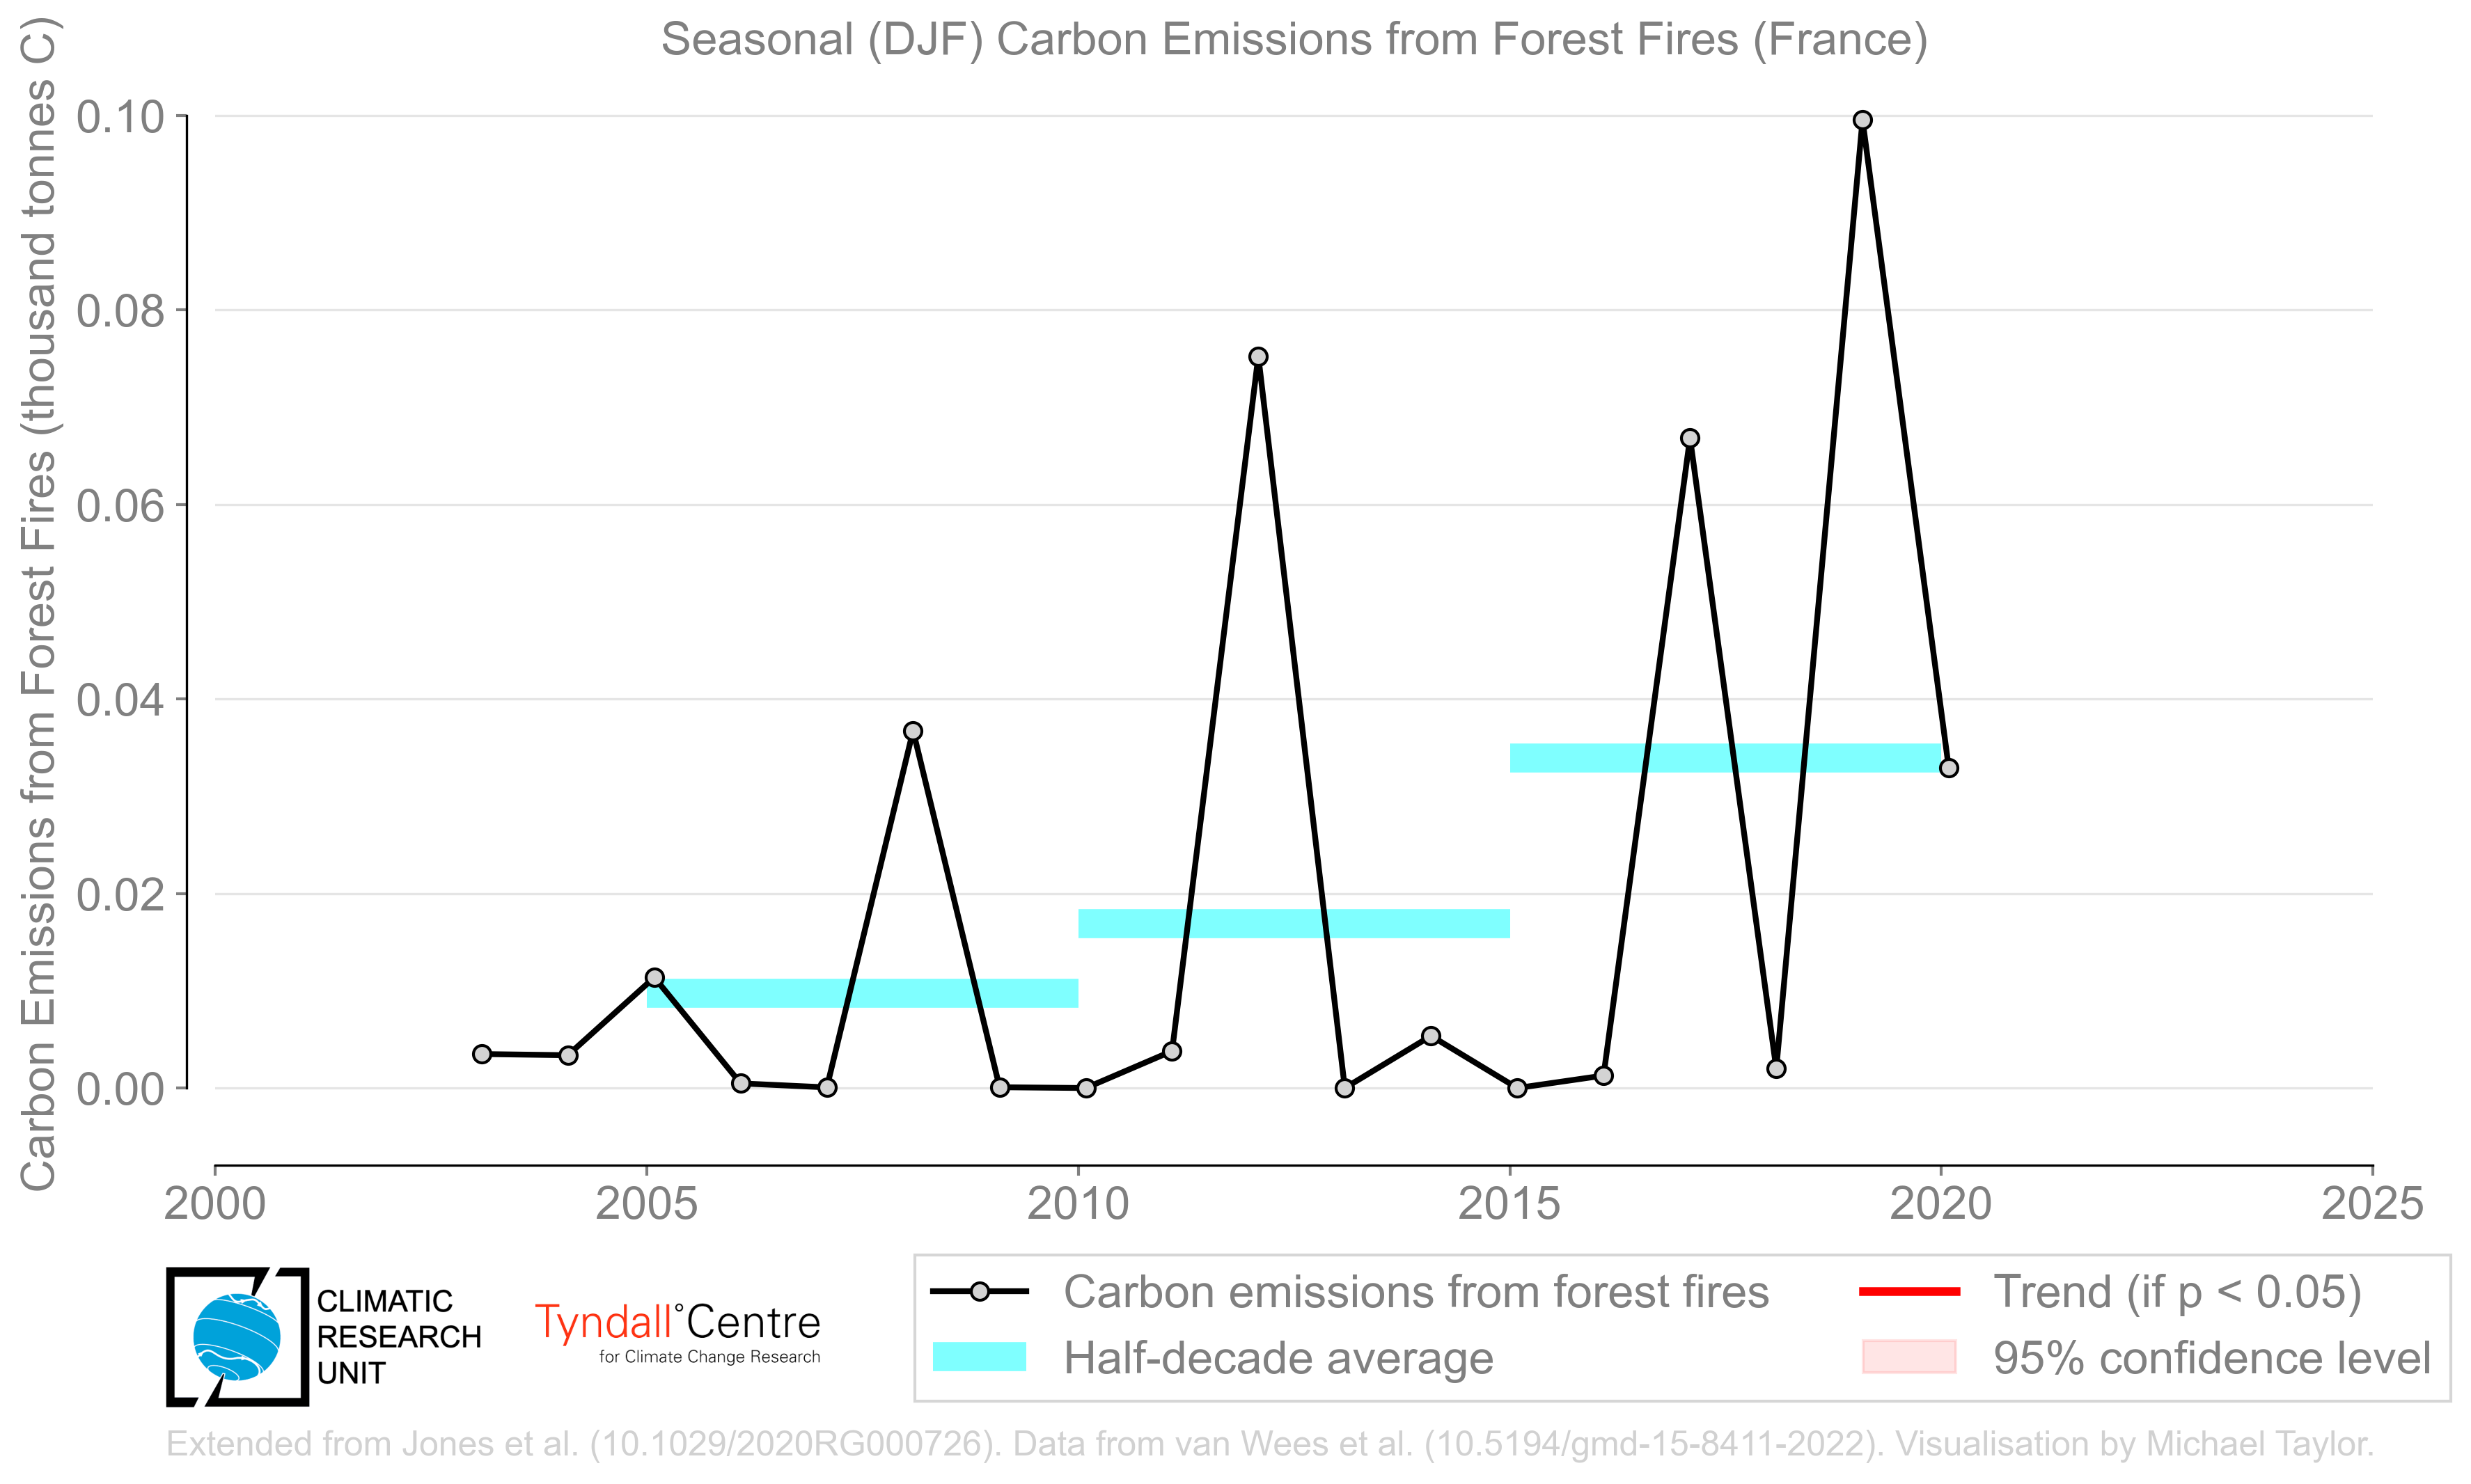 Seasonal (DJF) Carbon Emissions from Forest Fires (France)
Carbon Emissions from Forest Fires (thousand tonnes C)
0.10
0.08
0.06
0.04
0.02
0.00
2000
2005
2010
2015
2020
2025
CLIMATIC
RESEARCH
UNIT
Tyndall°Centre
for Climate Change Research
Carbon emissions from forest fires
Half-decade average
Trend (if p < 0.05)
95% confidence level
Extended from Jones et al. (10.1029/2020RG000726). Data from van Wees et al. (10.5194/gmd-15-8411-2022). Visualisation by Michael Taylor.